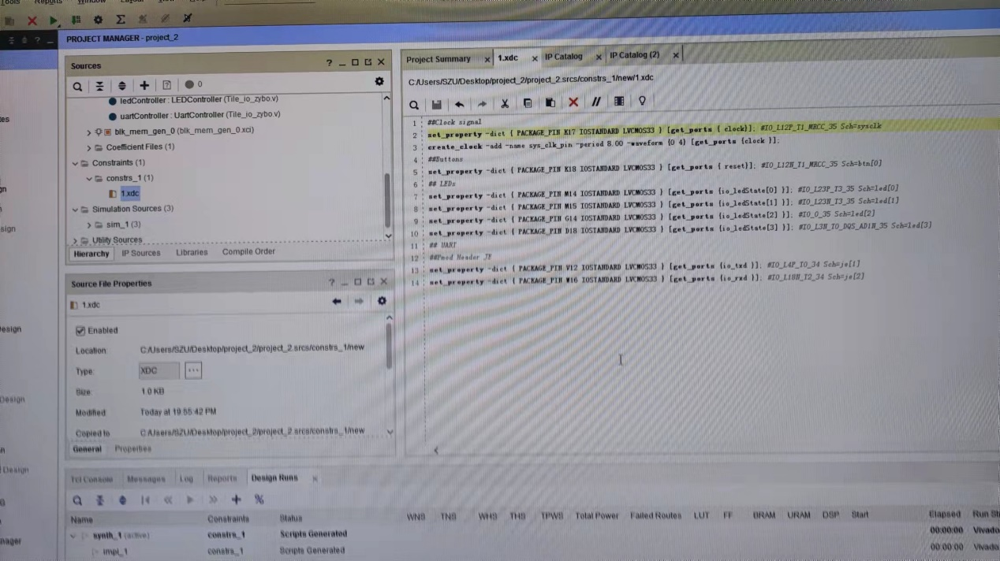 Tools Reports Window Layout View Help
PROJECT MANAGER - project_2
Sources
? _
0
ledController : LEDController (Tile_io_zybo.v)
uartController : UartController (Tile_io_zybo.v)
blk_mem_gen_0 (blk_mem_gen_0.xci)
Coefficient Files (1)
Constraints (1)
constrs_1 (1)
1.xdc
Simulation Sources (3)
sim_1 (3)
Utility Sources
Hierarchy IP Sources Libraries Compile Order
Source File Properties
1.xdc
Enabled
Location: C:/Users/SZU/Desktop/project_2/project_2.srcs/constrs_1/new
Type: XDC ...
Size: 1.0 KB
Modified: Today at 19:55:42 PM
Copied to: C:/Users/SZU/Desktop/project_2/project_2.srcs/constrs_1/new
General Properties
Project Summary × 1.xdc × IP Catalog × IP Catalog (2) ×
C:/Users/SZU/Desktop/project_2/project_2.srcs/constrs_1/new/1.xdc
1 ##Clock signal
2 set_property -dict { PACKAGE_PIN K17 IOSTANDARD LVCMOS33 } [get_ports { clock}]; #IO_L12P_T1_MRCC_35 Sch=sysclk
3 create_clock -add -name sys_clk_pin -period 8.00 -waveform {0 4} [get_ports {clock }];
4 ##Buttons
5 set_property -dict { PACKAGE_PIN K18 IOSTANDARD LVCMOS33 } [get_ports { reset}]; #IO_L12N_T1_MRCC_35 Sch=btn[0]
6 ## LEDs
7 set_property -dict { PACKAGE_PIN M14 IOSTANDARD LVCMOS33 } [get_ports {io_ledState[0] }]; #IO_L23P_T3_35 Sch=led[0]
8 set_property -dict { PACKAGE_PIN M15 IOSTANDARD LVCMOS33 } [get_ports {io_ledState[1] }]; #IO_L23N_T3_35 Sch=led[1]
9 set_property -dict { PACKAGE_PIN G14 IOSTANDARD LVCMOS33 } [get_ports {io_ledState[2] }]; #IO_0_35 Sch=led[2]
10 set_property -dict { PACKAGE_PIN D18 IOSTANDARD LVCMOS33 } [get_ports {io_ledState[3] }]; #IO_L3N_T0_DQS_AD1N_35 Sch=led[3]
11 ## UART
12 ##Pmod Header JE
13 set_property -dict { PACKAGE_PIN V12 IOSTANDARD LVCMOS33 } [get_ports {io_txd }]; #IO_L4P_T0_34 Sch=je[1]
14 set_property -dict { PACKAGE_PIN W16 IOSTANDARD LVCMOS33 } [get_ports {io_rxd }]; #IO_L18N_T2_34 Sch=je[2]
Tcl Console Messages Log Reports Design Runs ×
Name Constraints Status WNS TNS WHS THS TPWS Total Power Failed Routes LUT FF BRAM URAM DSP Start Elapsed Run St
synth_1 (active) constrs_1 Scripts Generated 00:00:00 Vivado
impl_1 constrs_1 Scripts Generated 00:00:00 Vivado